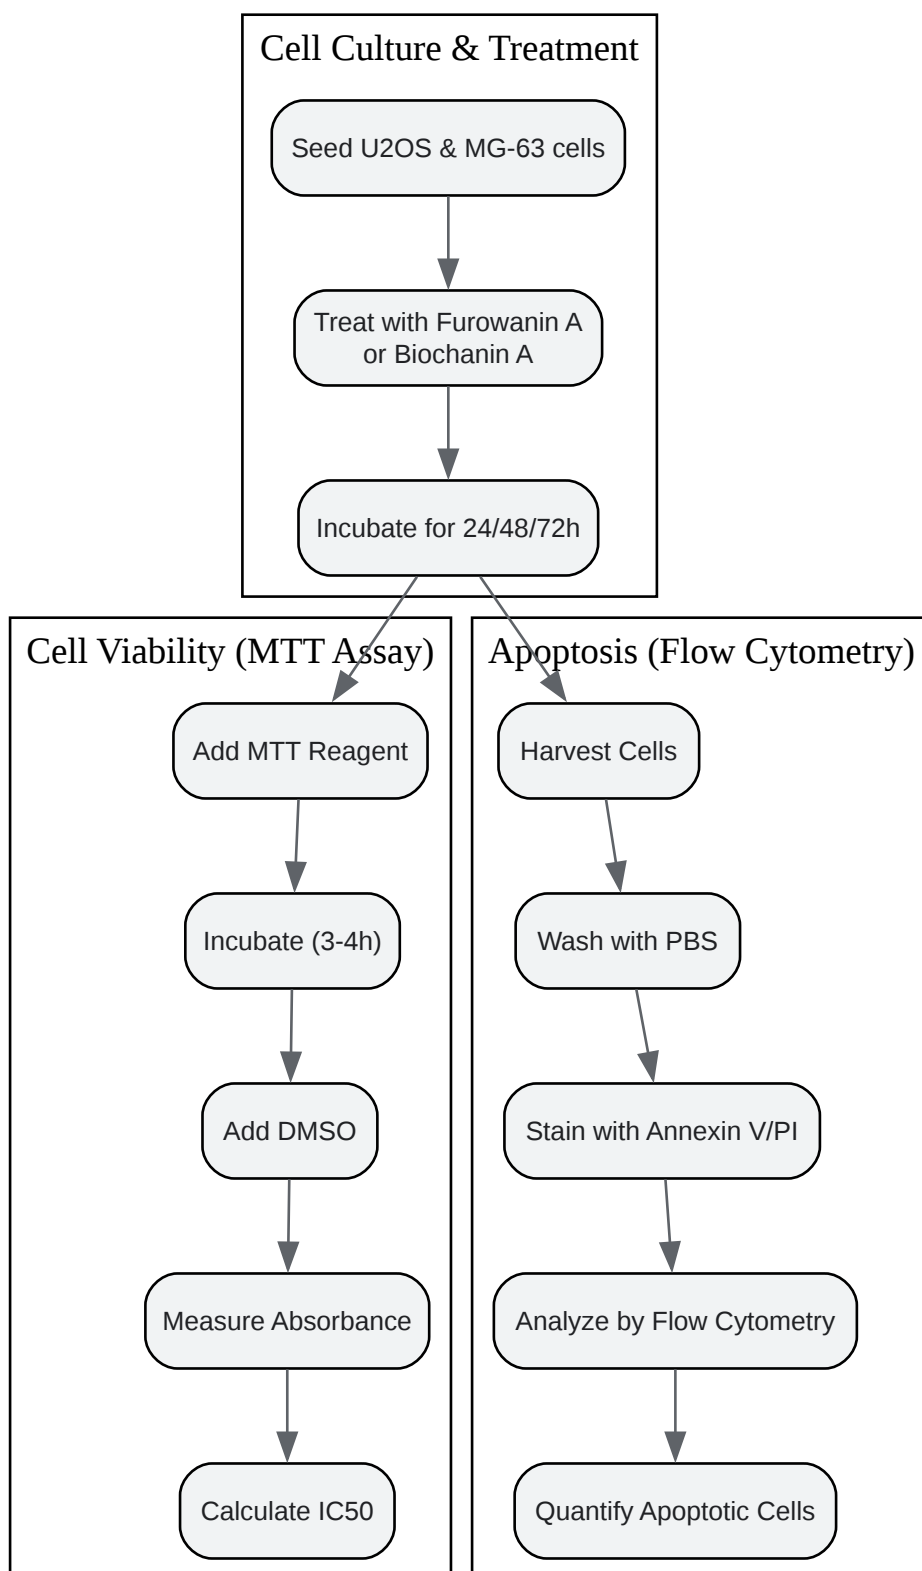 Cell Culture & Treatment
Seed U2OS & MG-63 cells
Treat with Furowanin A
or Biochanin A
Incubate for 24/48/72h
Cell Viability (MTT Assay)
Add MTT Reagent
Incubate (3-4h)
Add DMSO
Measure Absorbance
Calculate IC50
Apoptosis (Flow Cytometry)
Harvest Cells
Wash with PBS
Stain with Annexin V/PI
Analyze by Flow Cytometry
Quantify Apoptotic Cells